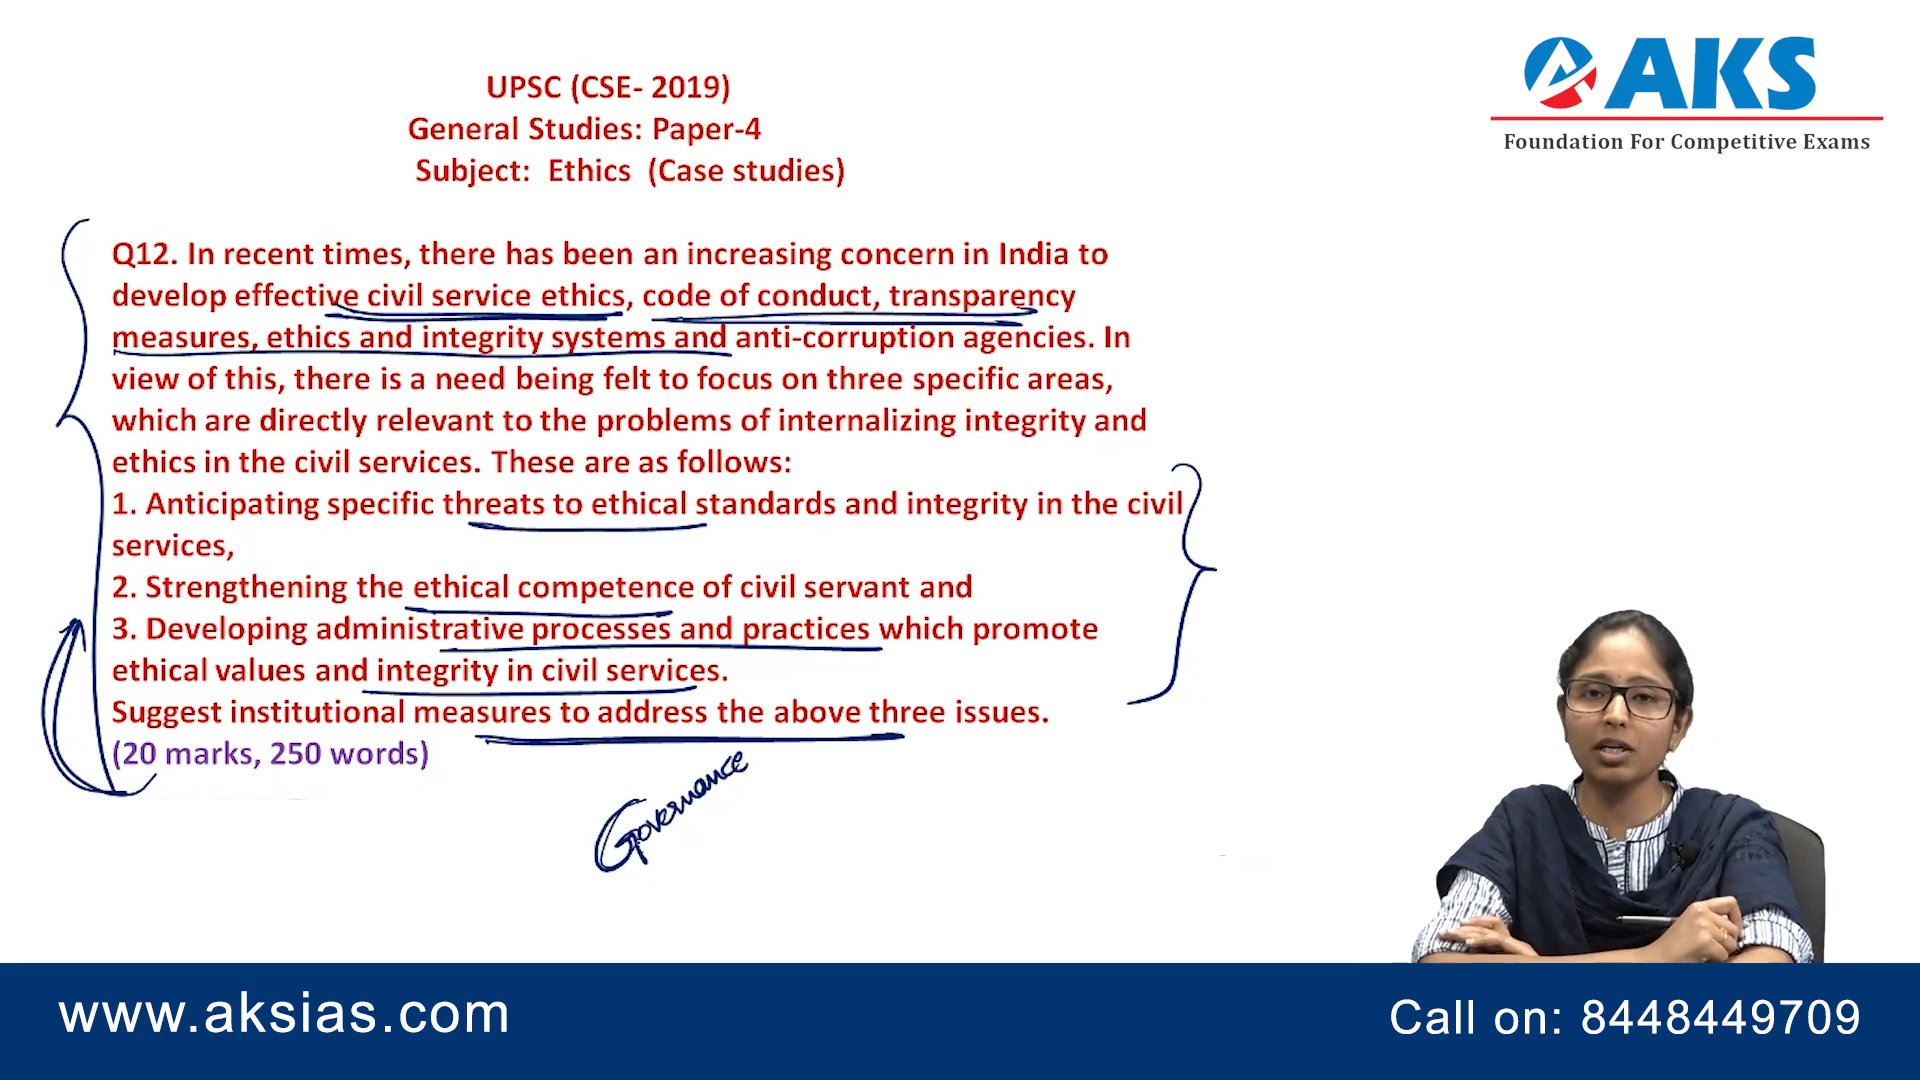 UPSC (CSE- 2019)
General Studies: Paper-4
Subject: Ethics (Case studies)
AKS
Foundation For Competitive Exams
Q12. In recent times, there has been an increasing concern in India to
develop effective civil service ethics, code of conduct, transparency
measures, ethics and integrity systems and anti-corruption agencies. In
view of this, there is a need being felt to focus on three specific areas,
which are directly relevant to the problems of internalizing integrity and
ethics in the civil services. These are as follows:
1. Anticipating specific threats to ethical standards and integrity in the civil
services,
2. Strengthening the ethical competence of civil servant and
3. Developing administrative processes and practices which promote
ethical values and integrity in civil services.
Suggest institutional measures to address the above three issues.
(20 marks, 250 words)
Governance
www.aksias.com
Call on: 8448449709